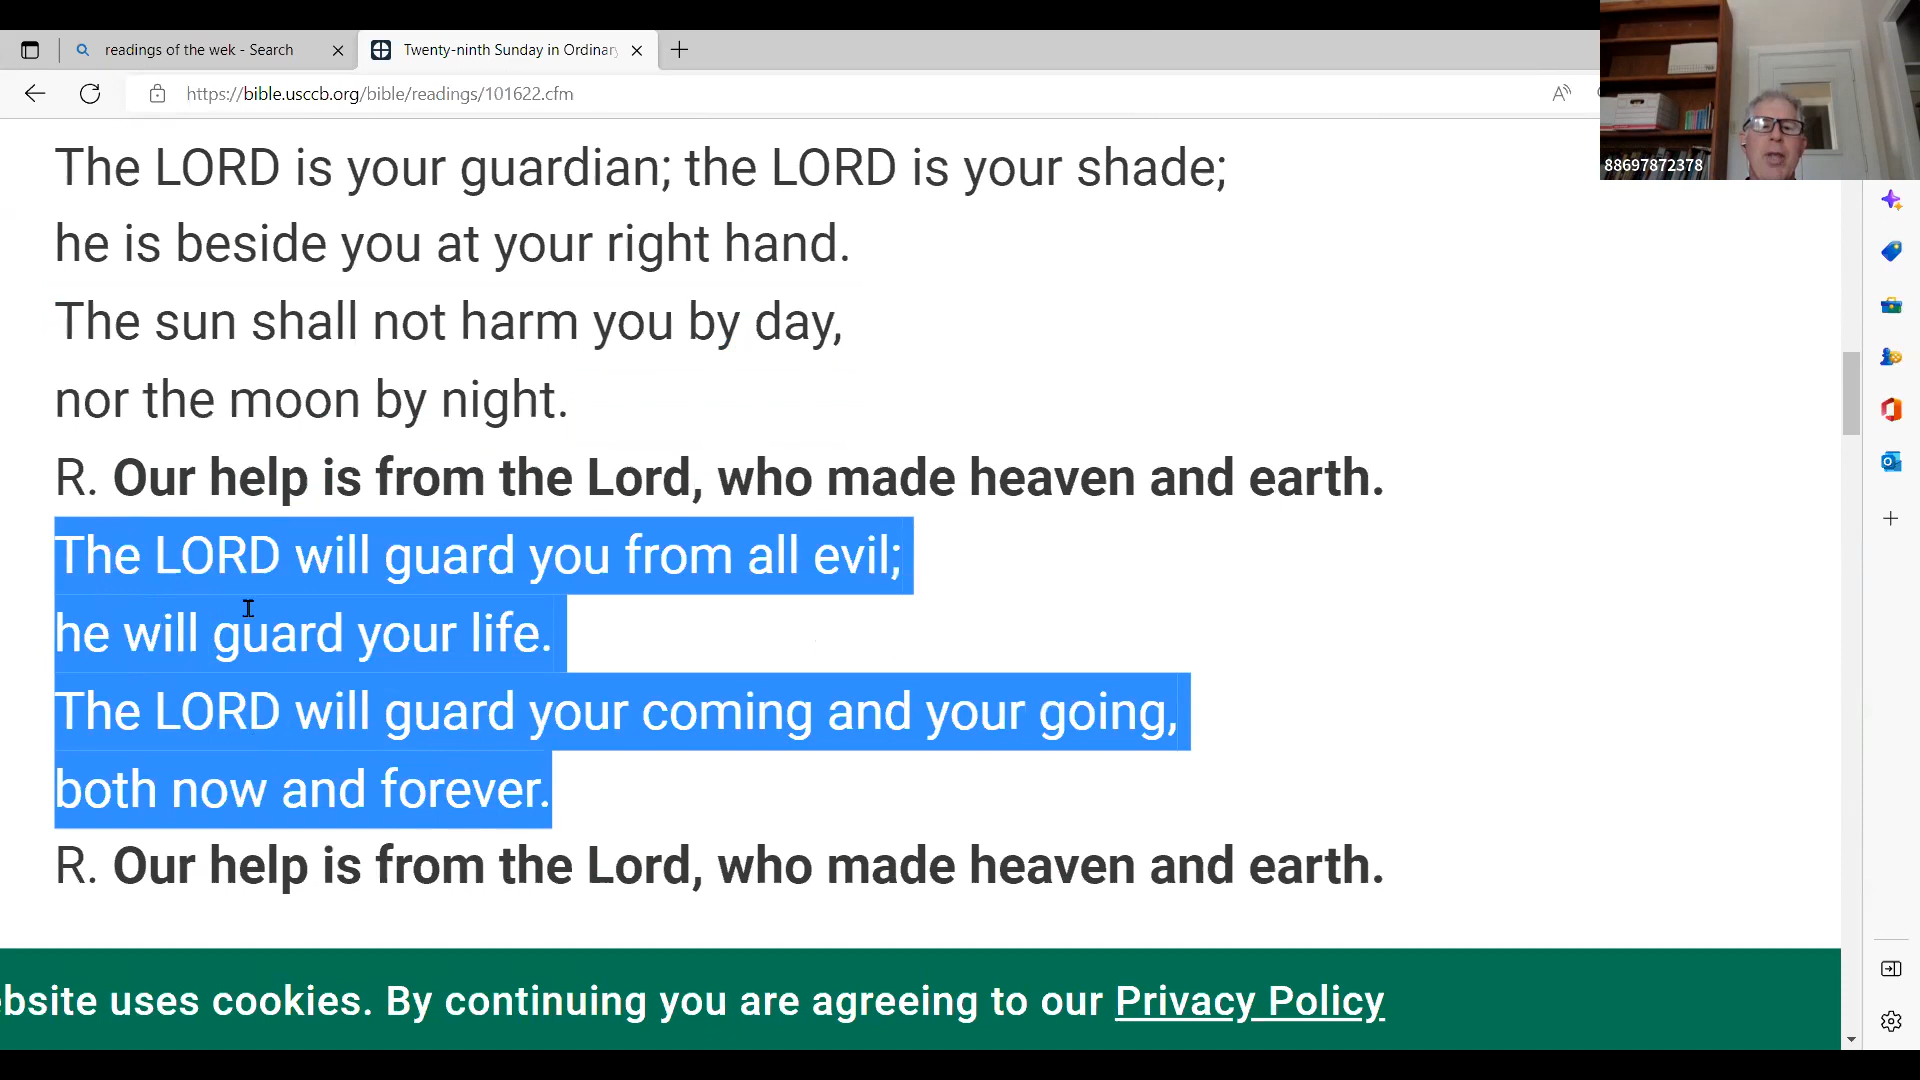 readings of the wek - Search
Twenty-ninth Sunday in Ordinar
https://bible.usccb.org/bible/readings/101622.cfm
88697872378
The LORD is your guardian; the LORD is your shade;
he is beside you at your right hand.
The sun shall not harm you by day,
nor the moon by night.
R. Our help is from the Lord, who made heaven and earth.
The LORD will guard you from all evil;
he will guard your life.
The LORD will guard your coming and your going,
both now and forever.
R. Our help is from the Lord, who made heaven and earth.
bsite uses cookies. By continuing you are agreeing to our Privacy Policy